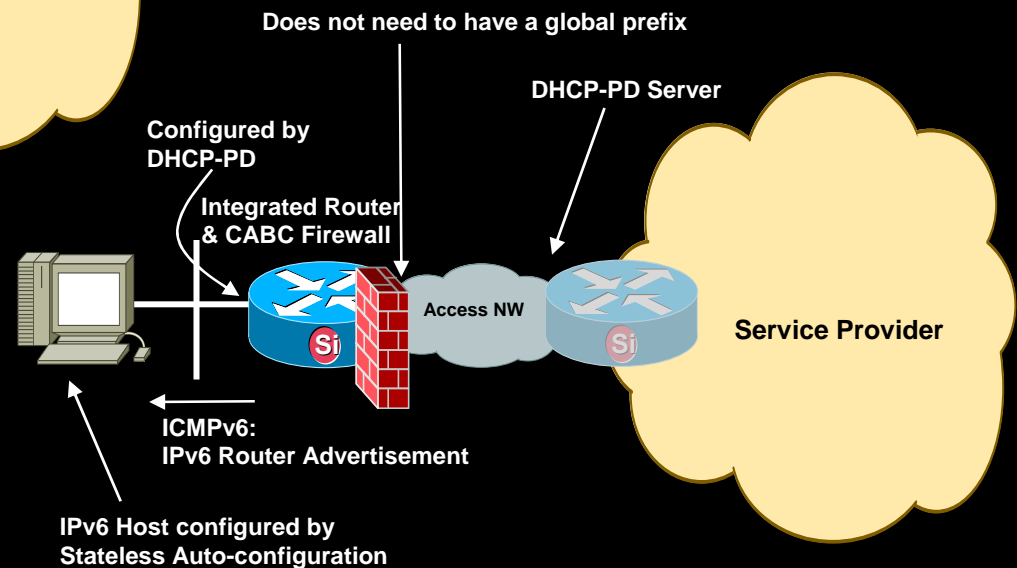 Does not need to have a global prefix
DHCP-PD Server
Configured by
DHCP-PD
Integrated Router
& CABC Firewall
Access NW
Service Provider
Si
Si
ICMPv6:
IPv6 Router Advertisement
IPv6 Host configured by
Stateless Auto-configuration